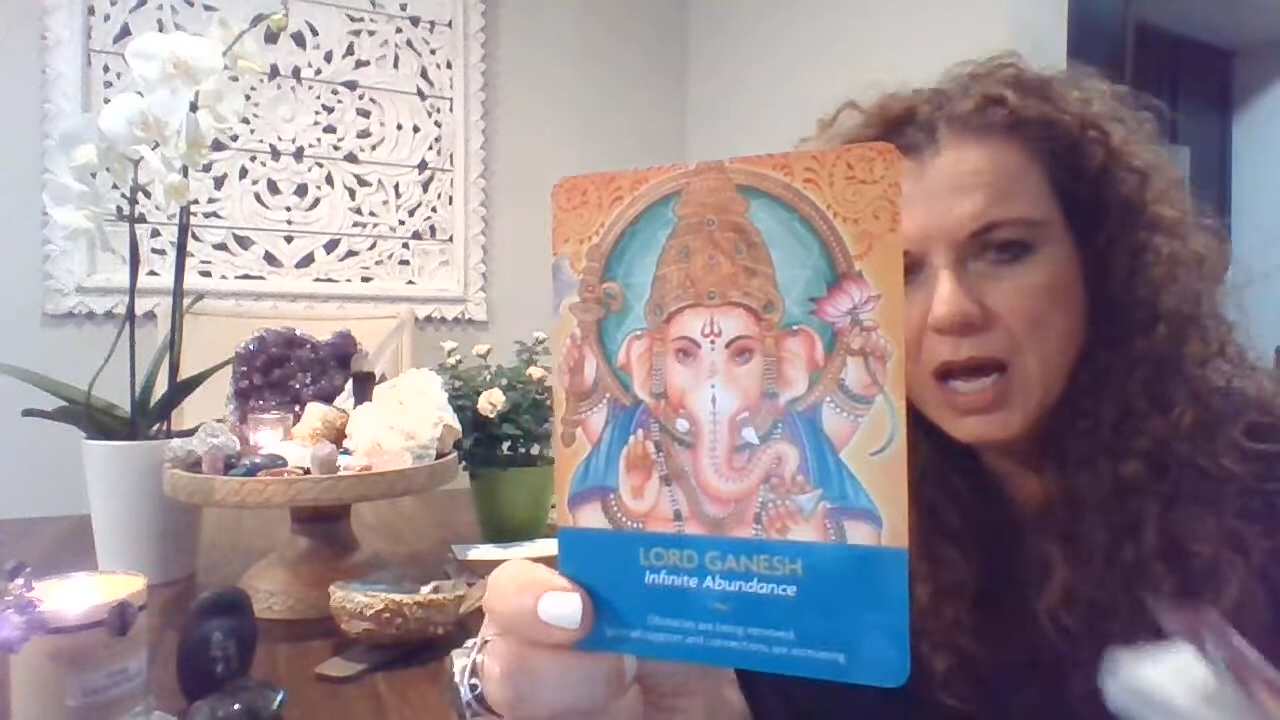 LORD GANESH
Infinite Abundance
Obstacles are being removed.
Spiritual support and connections, are increasing